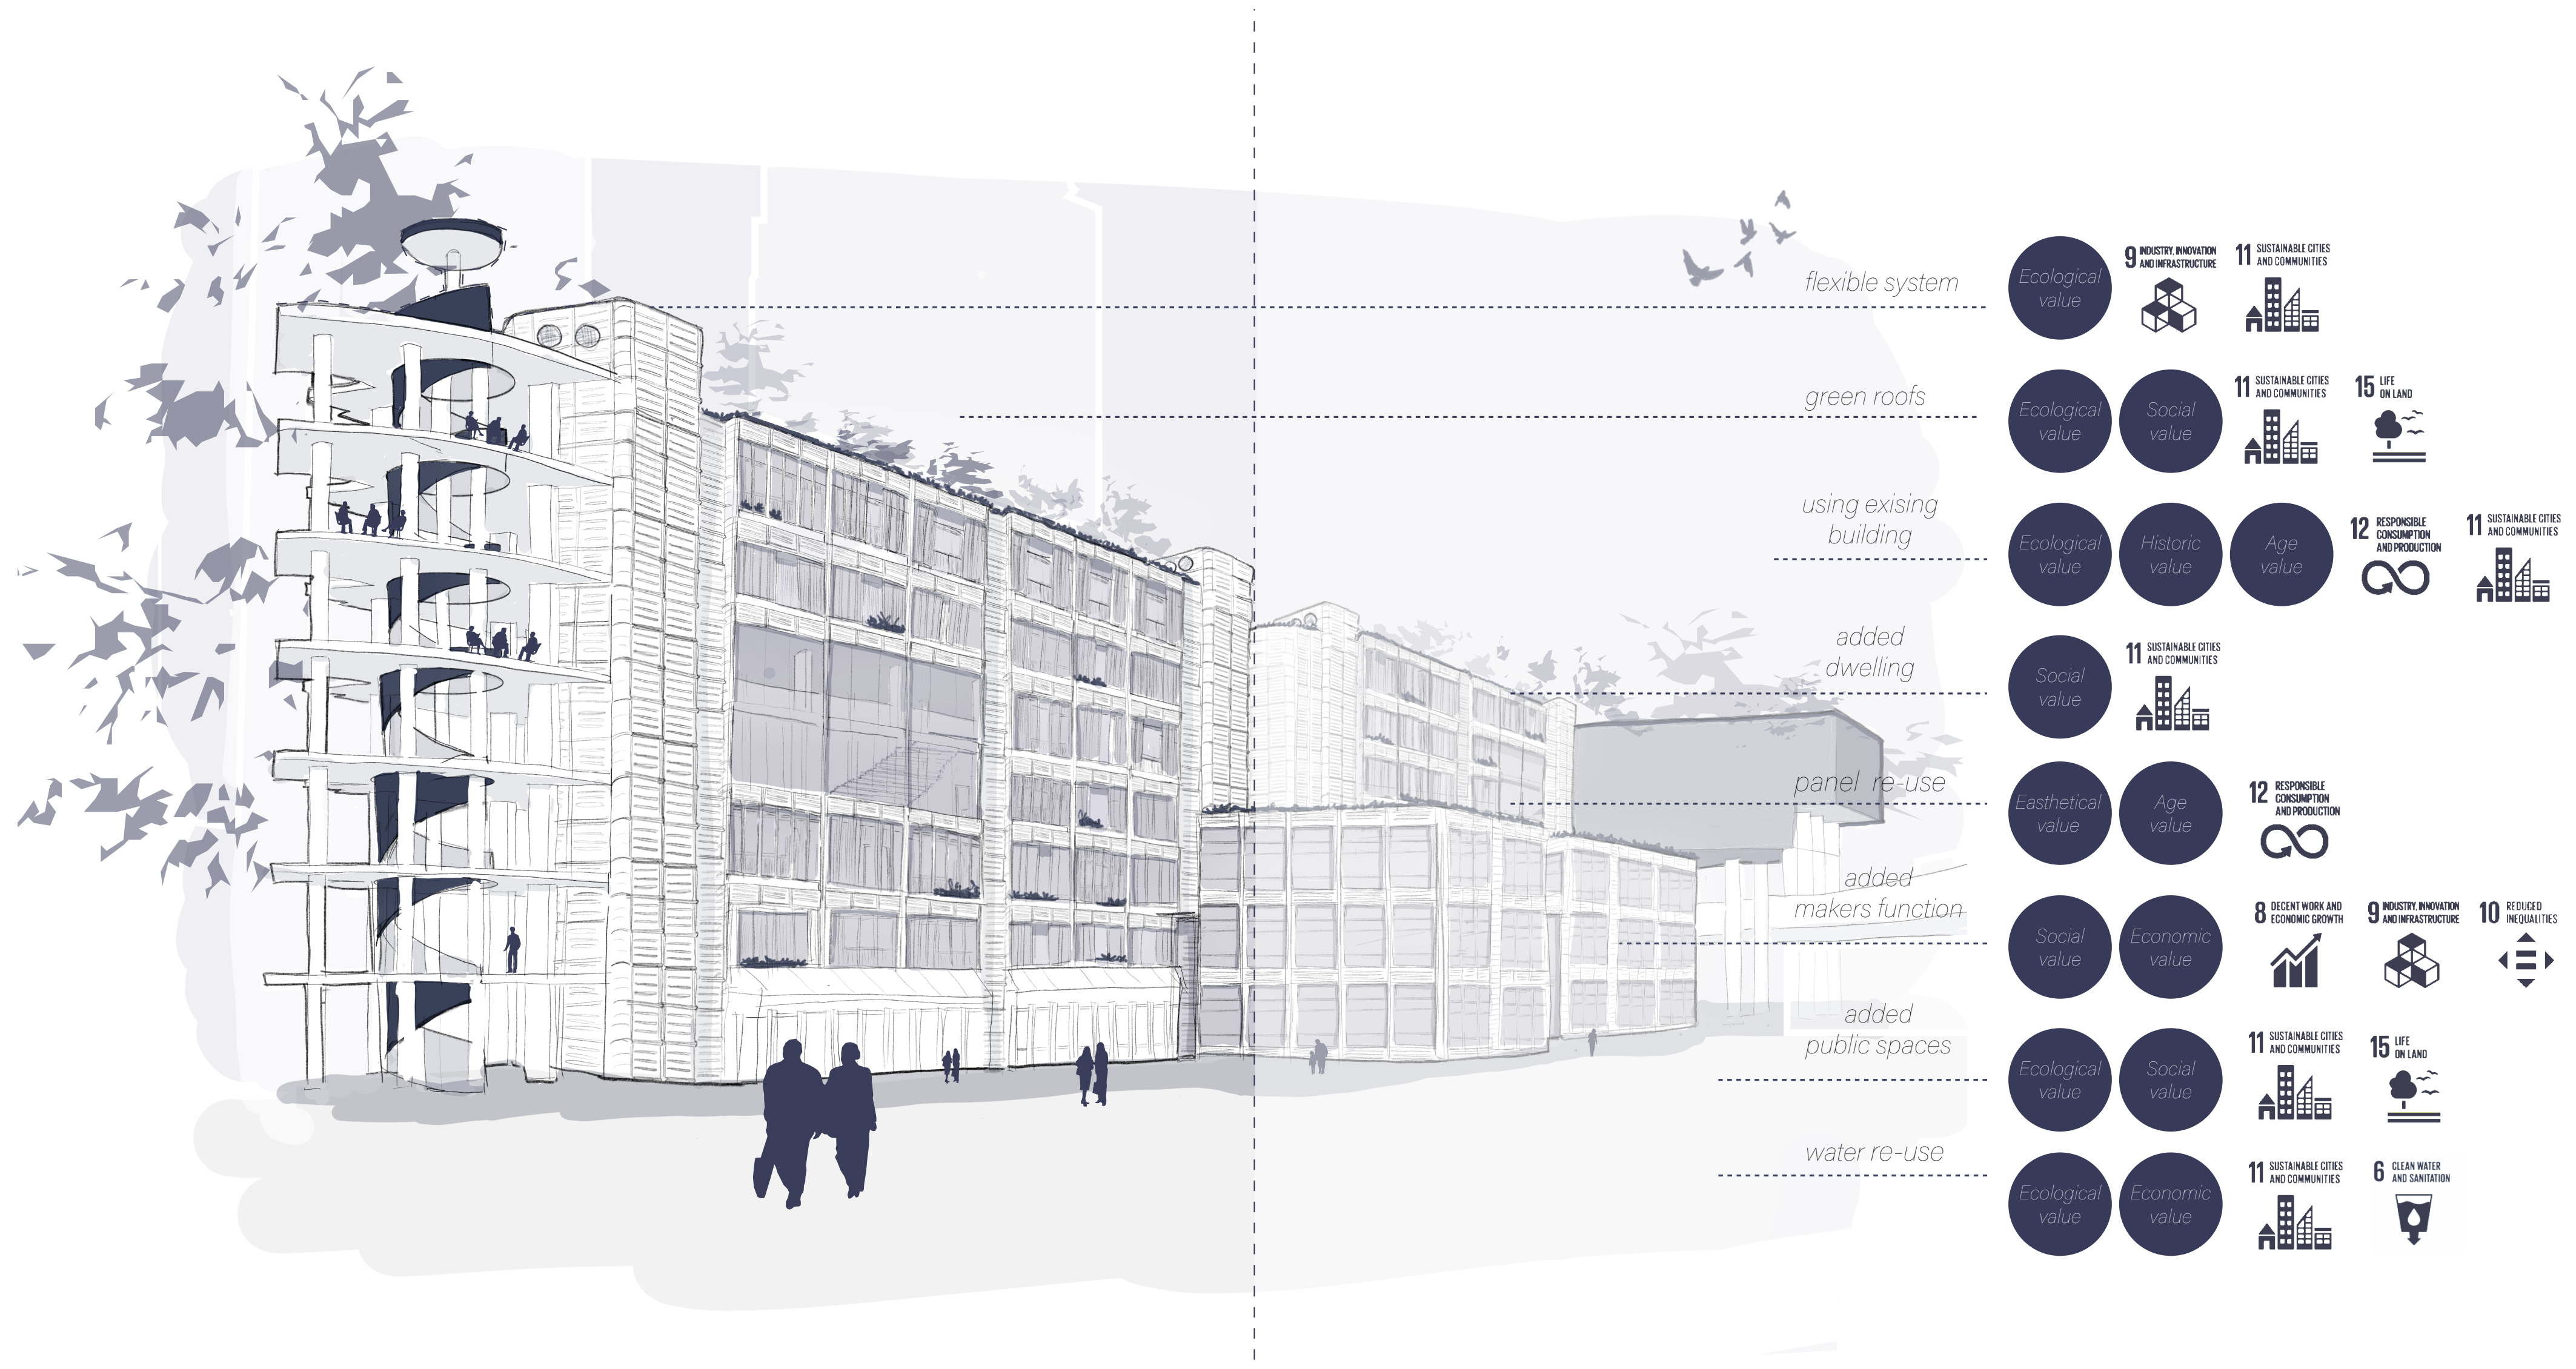 flexible system
Ecological
value
9 INDUSTRY, INNOVATION
AND INFRASTRUCTURE
11 SUSTAINABLE CITIES
AND COMMUNITIES
green roofs
Ecological
value
Social
value
11 SUSTAINABLE CITIES
AND COMMUNITIES
15 LIFE
ON LAND
using exising
building
Ecological
value
Historic
value
Age
value
12 RESPONSIBLE
CONSUMPTION
AND PRODUCTION
11 SUSTAINABLE CITIES
AND COMMUNITIES
added
dwelling
Social
value
11 SUSTAINABLE CITIES
AND COMMUNITIES
panel re-use
Easthetical
value
Age
value
12 RESPONSIBLE
CONSUMPTION
AND PRODUCTION
added
makers function
Social
value
Economic
value
8 DECENT WORK AND
ECONOMIC GROWTH
9 INDUSTRY, INNOVATION
AND INFRASTRUCTURE
10 REDUCED
INEQUALITIES
added
public spaces
Ecological
value
Social
value
11 SUSTAINABLE CITIES
AND COMMUNITIES
15 LIFE
ON LAND
water re-use
Ecological
value
Economic
value
11 SUSTAINABLE CITIES
AND COMMUNITIES
6 CLEAN WATER
AND SANITATION